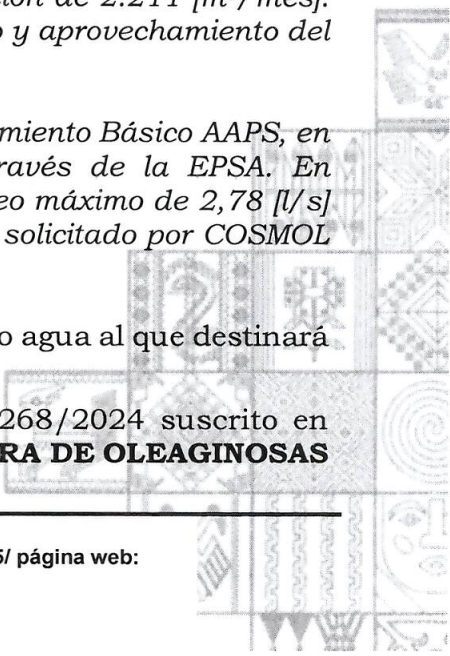 de 2.211 [m³/mes].
o y aprovechamiento del
miento Básico AAPS, en
ravés de la EPSA. En
eo máximo de 2,78 [l/s]
solicitado por COSMOL
o agua al que destinará
268/2024 suscrito en
RA DE OLEAGINOSAS
5/ página web: